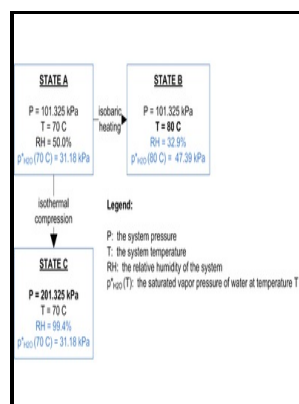 STATE A
P = 101.325 kPa
T = 70 C
RH = 50.0%
p*H2O (70 C) = 31.18 kPa
isobaric
heating
STATE B
P = 101.325 kPa
T = 80 C
RH = 32.9%
p*H2O (80 C) = 47.39 kPa
isothermal
compression
STATE C
P = 201.325 kPa
T = 70 C
RH = 99.4%
p*H2O (70 C) = 31.18 kPa
Legend:
P: the system pressure
T: the system temperature
RH: the relative humidity of the system
p*H2O (T): the saturated vapor pressure of water at temperature T